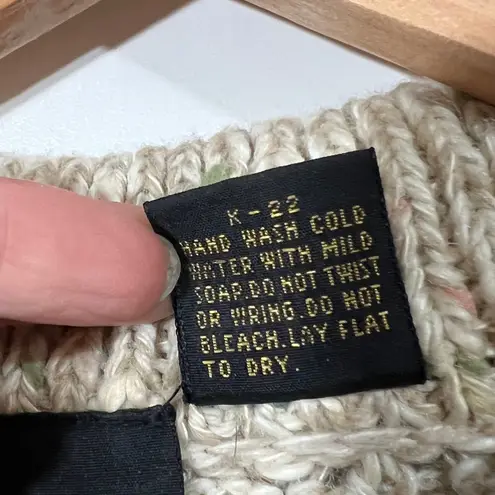 K-22
HAND WASH COLD
WATER WITH MILD
SOAP.DO NOT TWIST
OR WRING.DO NOT
BLEACH.LAY FLAT
TO DRY.